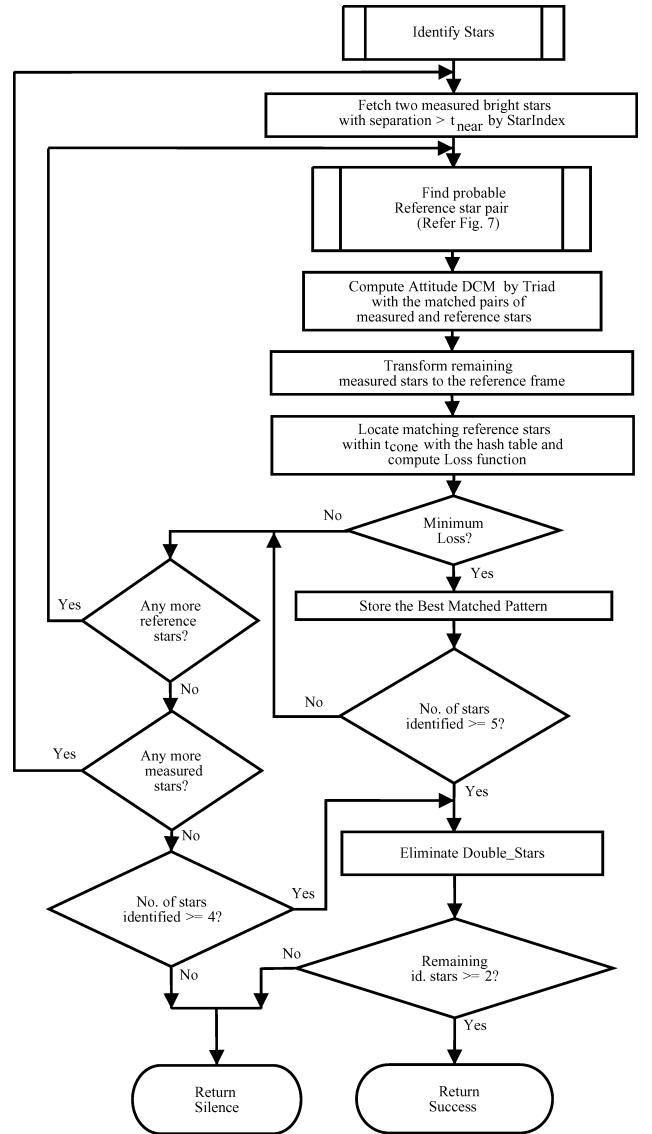 Identify Stars
Fetch two measured bright stars
with separation > tnear by StarIndex
Find probable
Reference star pair
(Refer Fig. 7)
Compute Attitude DCM by Triad
with the matched pairs of
measured and reference stars
Transform remaining
measured stars to the reference frame
Locate matching reference stars
within tcone with the hash table and
compute Loss function
No
Minimum
Loss?
Yes
Store the Best Matched Pattern
Yes
Any more
reference
stars?
No
No
No. of stars
identified >= 5?
Yes
Yes
Any more
measured
stars?
No
Eliminate Double_Stars
No. of stars
identified >= 4?
Yes
No
No
Remaining
id. stars >= 2?
Yes
Return
Silence
Return
Success